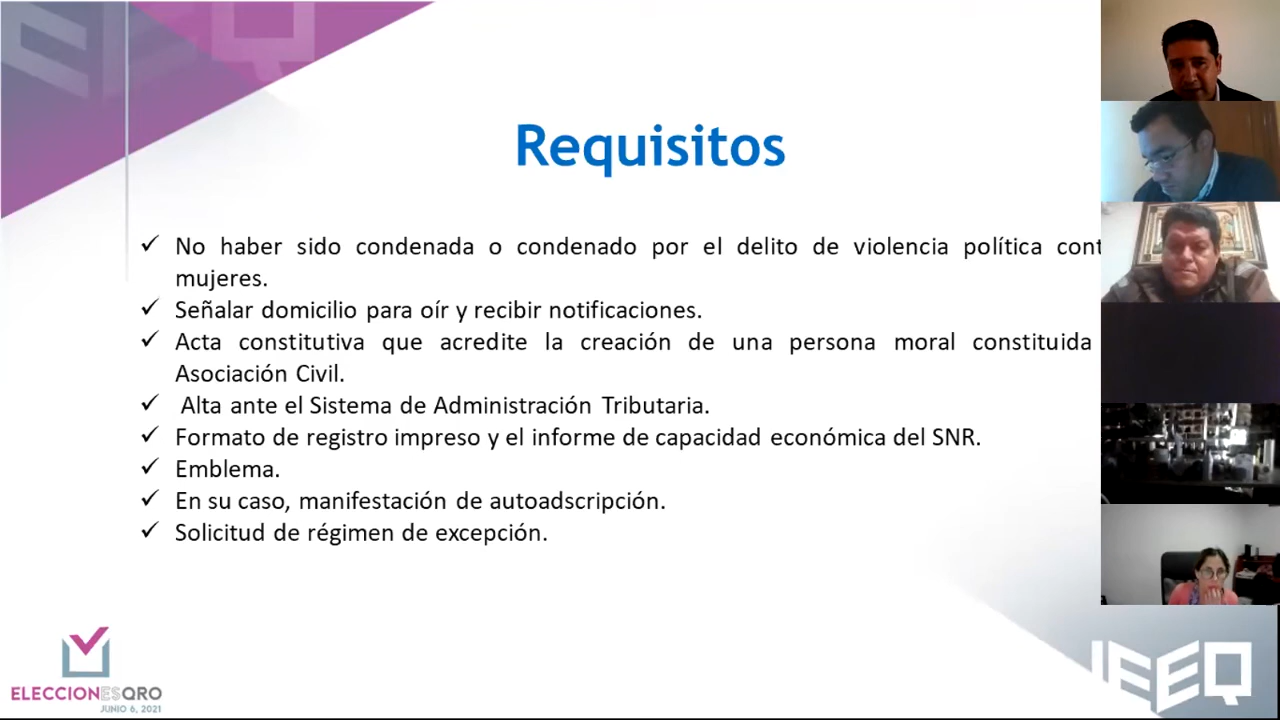 Requisitos
✓ No haber sido condenada o condenado por el delito de violencia política cont
mujeres.
✓ Señalar domicilio para oír y recibir notificaciones.
✓ Acta constitutiva que acredite la creación de una persona moral constituida
Asociación Civil.
✓ Alta ante el Sistema de Administración Tributaria.
✓ Formato de registro impreso y el informe de capacidad económica del SNR.
✓ Emblema.
✓ En su caso, manifestación de autoadscripción.
✓ Solicitud de régimen de excepción.
ELECCIONESQRO
JUNIO 6, 2021
IEEQ